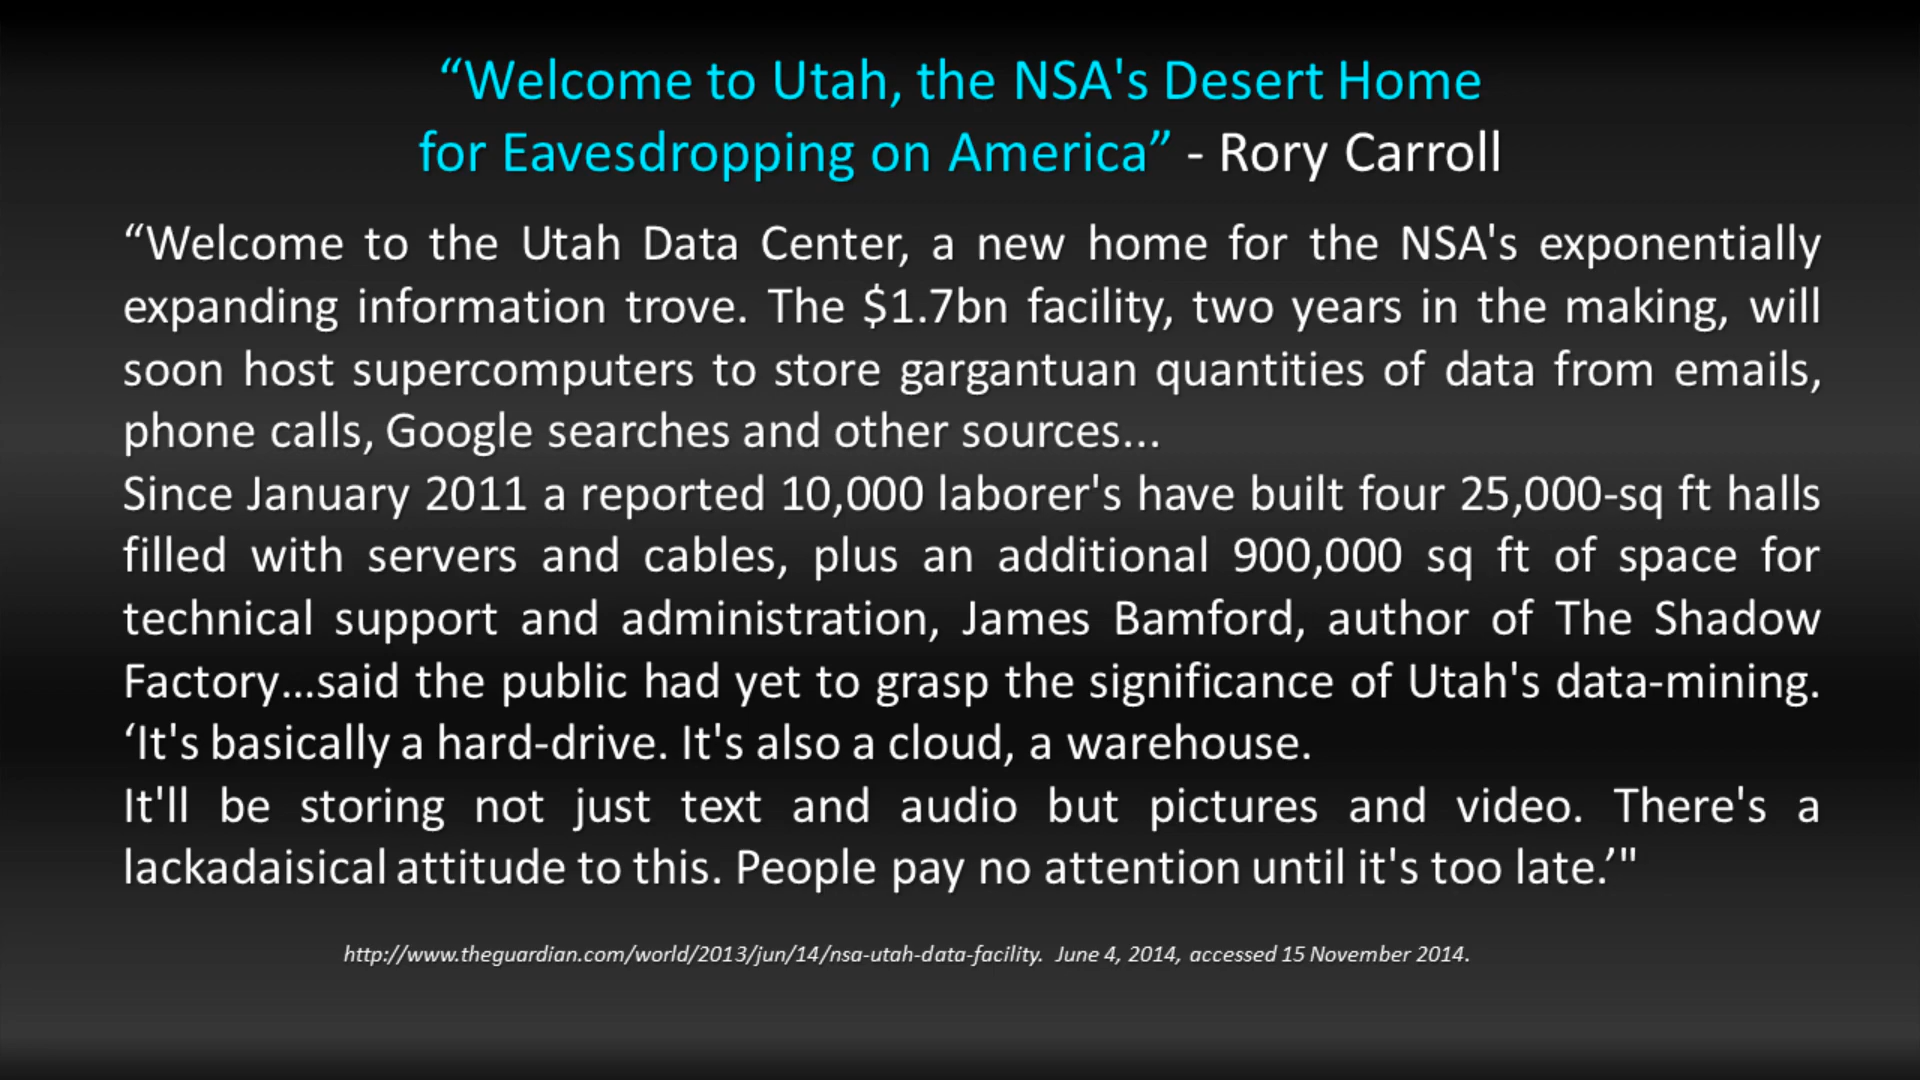 “Welcome to Utah, the NSA's Desert Home
for Eavesdropping on America” - Rory Carroll
“Welcome to the Utah Data Center, a new home for the NSA's exponentially
expanding information trove. The $1.7bn facility, two years in the making, will
soon host supercomputers to store gargantuan quantities of data from emails,
phone calls, Google searches and other sources...
Since January 2011 a reported 10,000 laborer's have built four 25,000-sq ft halls
filled with servers and cables, plus an additional 900,000 sq ft of space for
technical support and administration, James Bamford, author of The Shadow
Factory...said the public had yet to grasp the significance of Utah's data-mining.
‘It's basically a hard-drive. It's also a cloud, a warehouse.
It'll be storing not just text and audio but pictures and video. There's a
lackadaisical attitude to this. People pay no attention until it's too late.’"
http://www.theguardian.com/world/2013/jun/14/nsa-utah-data-facility. June 4, 2014, accessed 15 November 2014.